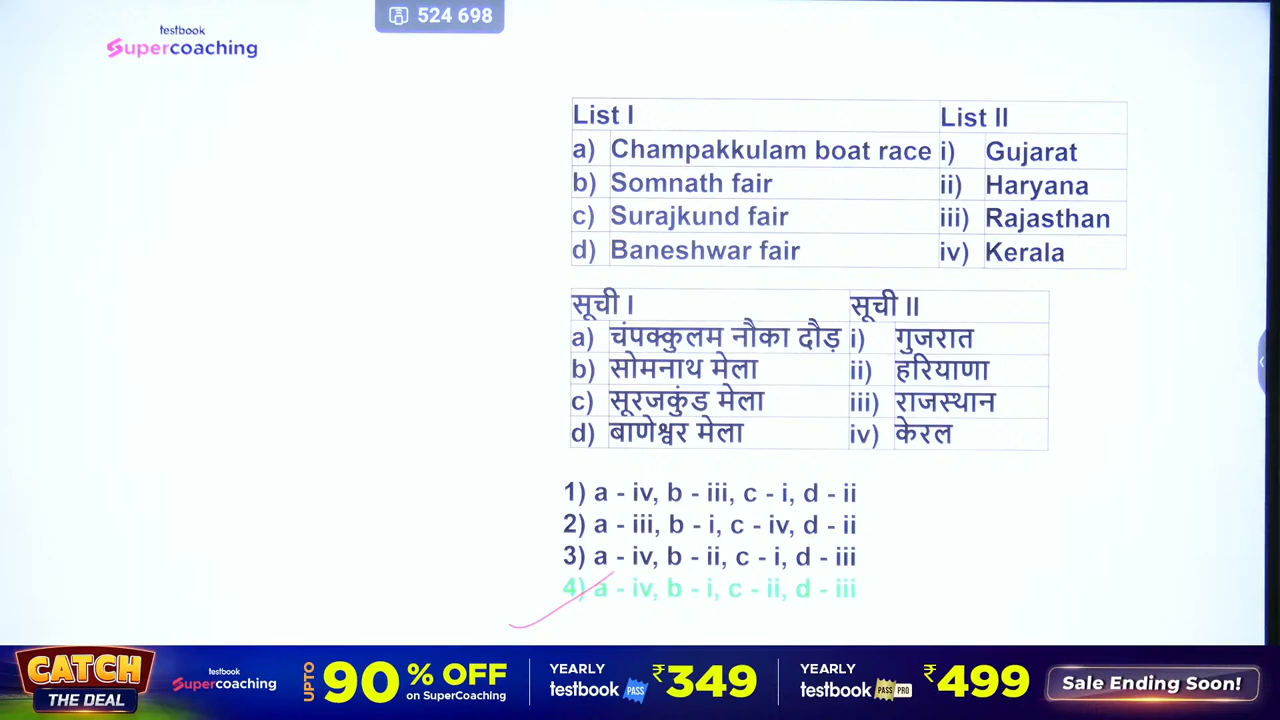 524 698
testbook
Supercoaching
List I List II
a) Champakkulam boat race i) Gujarat
b) Somnath fair ii) Haryana
c) Surajkund fair iii) Rajasthan
d) Baneshwar fair iv) Kerala
सूची I सूची II
a) चंपक्कुलम नौका दौड़ i) गुजरात
b) सोमनाथ मेला ii) हरियाणा
c) सूरजकुंड मेला iii) राजस्थान
d) बाणेश्वर मेला iv) केरल
1) a - iv, b - iii, c - i, d - ii
2) a - iii, b - i, c - iv, d - ii
3) a - iv, b - ii, c - i, d - iii
4) a - iv, b - i, c - ii, d - iii
CATCH
THE DEAL
testbook
Supercoaching
UPTO 90% OFF
on SuperCoaching
YEARLY
testbook PASS
₹349
YEARLY
testbook PASS PRO
₹499
Sale Ending Soon!